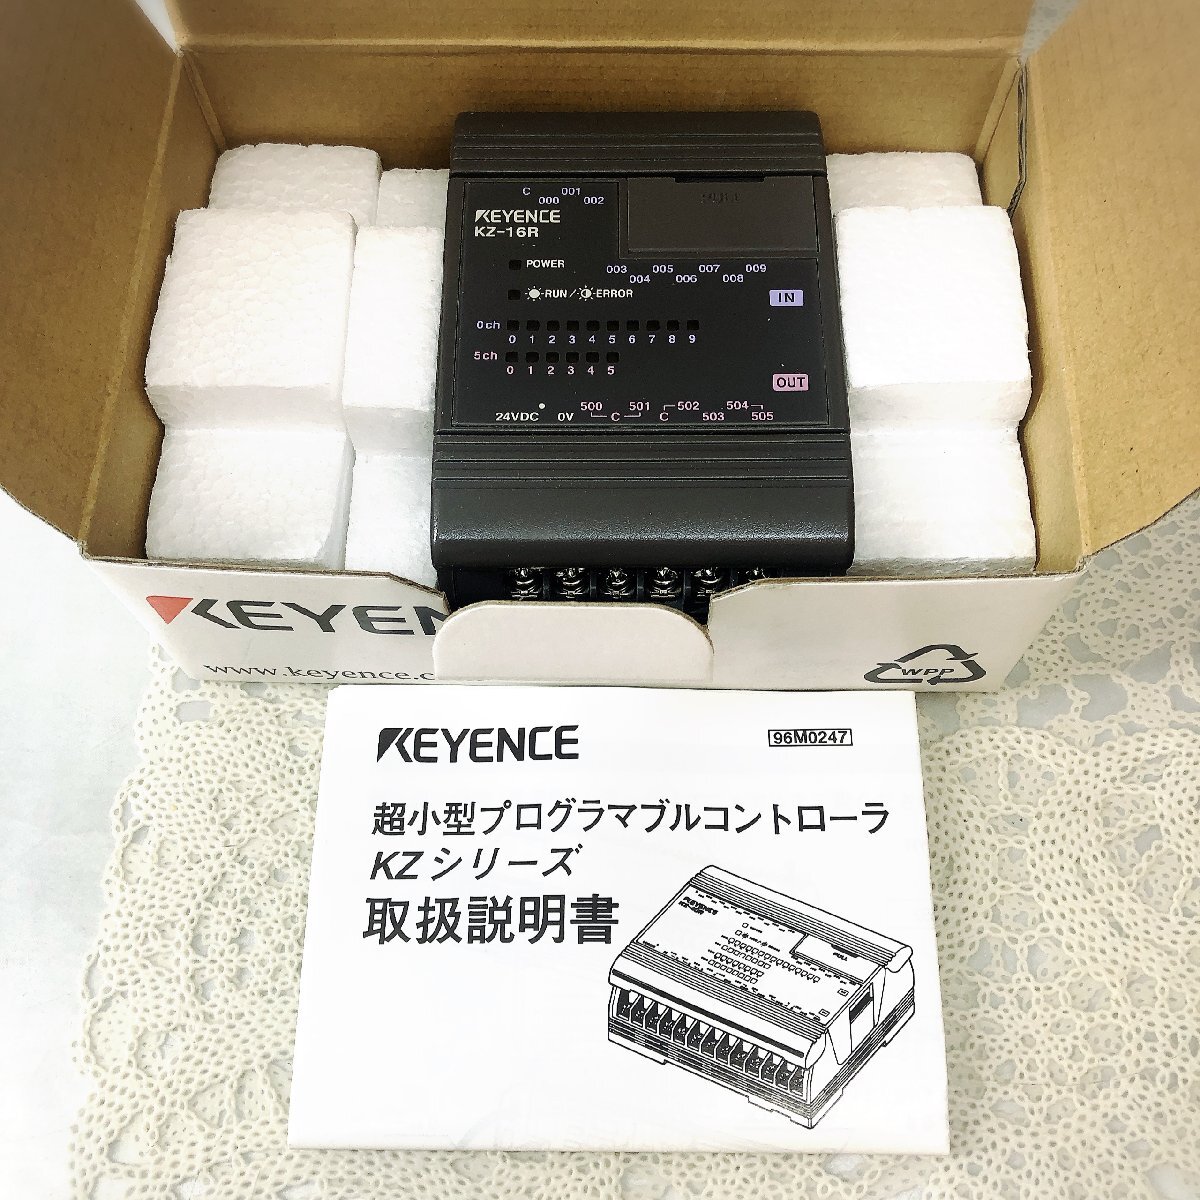 C 001
000 002
KEYENCE
KZ-16R
PULL
POWER
003 005 007 009
004 006 008
RUN/ERROR
IN
0ch
0 1 2 3 4 5 6 7 8 9
5ch
0 1 2 3 4 5
OUT
24VDC 0V 500 C 501 C 502 503 504 505
KEYEN
www.keyence.c
WPP
KEYENCE
96M0247
超小型プログラマブルコントローラ
KZシリーズ
取扱説明書
KEYENCE
PULL